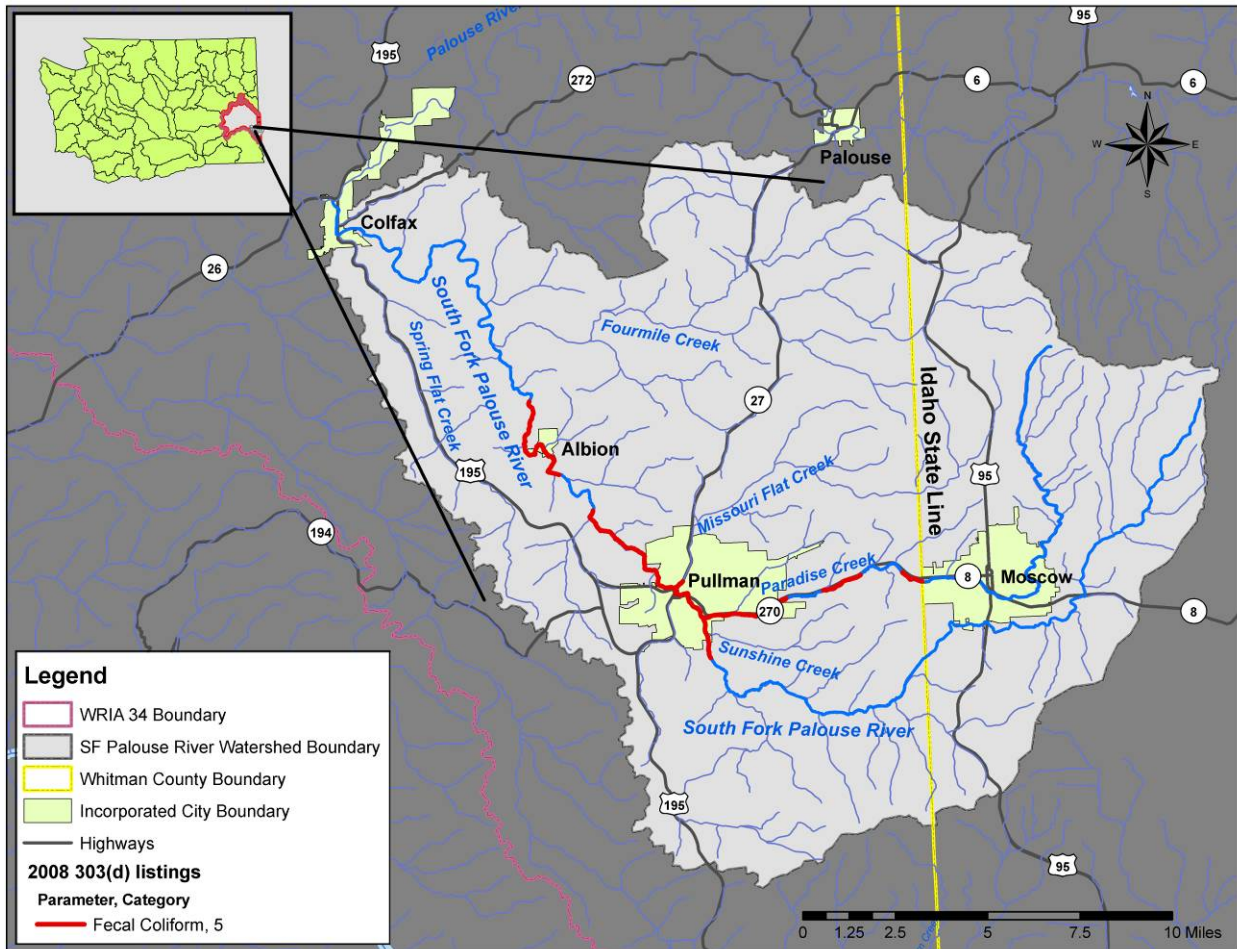 Palouse River
195
272
6
6
95
N
W
E
S
Palouse
Colfax
26
South Fork Palouse River
Spring Flat Creek
Fourmile Creek
27
Idaho State Line
Albion
195
95
Missouri Flat Creek
194
Pullman
Paradise Creek
8
Moscow
270
8
Sunshine Creek
South Fork Palouse River
195
95
Legend
WRIA 34 Boundary
SF Palouse River Watershed Boundary
Whitman County Boundary
Incorporated City Boundary
Highways
2008 303(d) listings
Parameter, Category
Fecal Coliform, 5
0 1.25 2.5 5 7.5 10 Miles